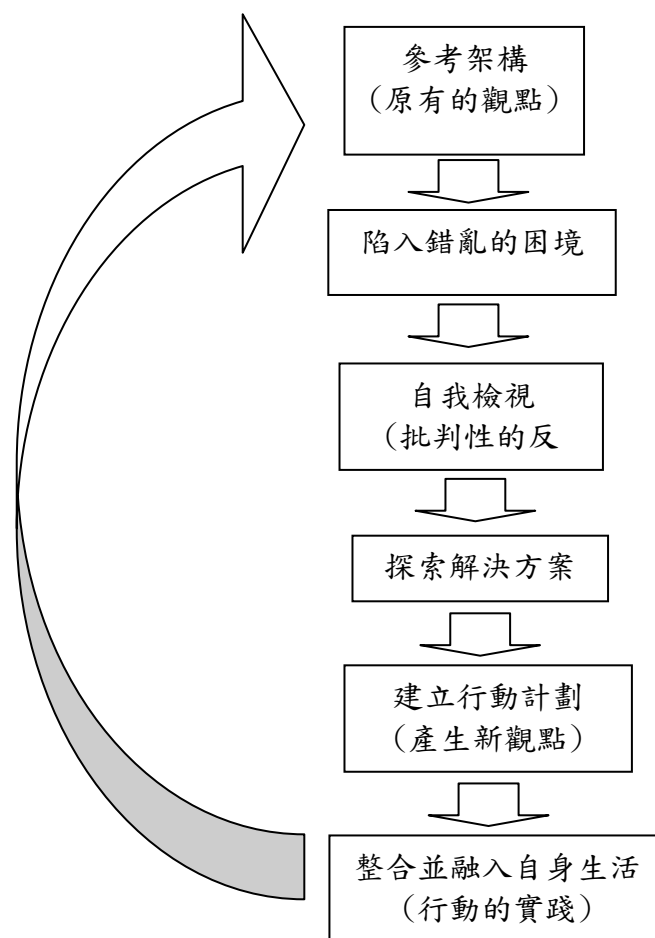 參考架構
（原有的觀點）
陷入錯亂的困境
自我檢視
（批判性的反
探索解決方案
建立行動計劃
（產生新觀點）
整合並融入自身生活
（行動的實踐）